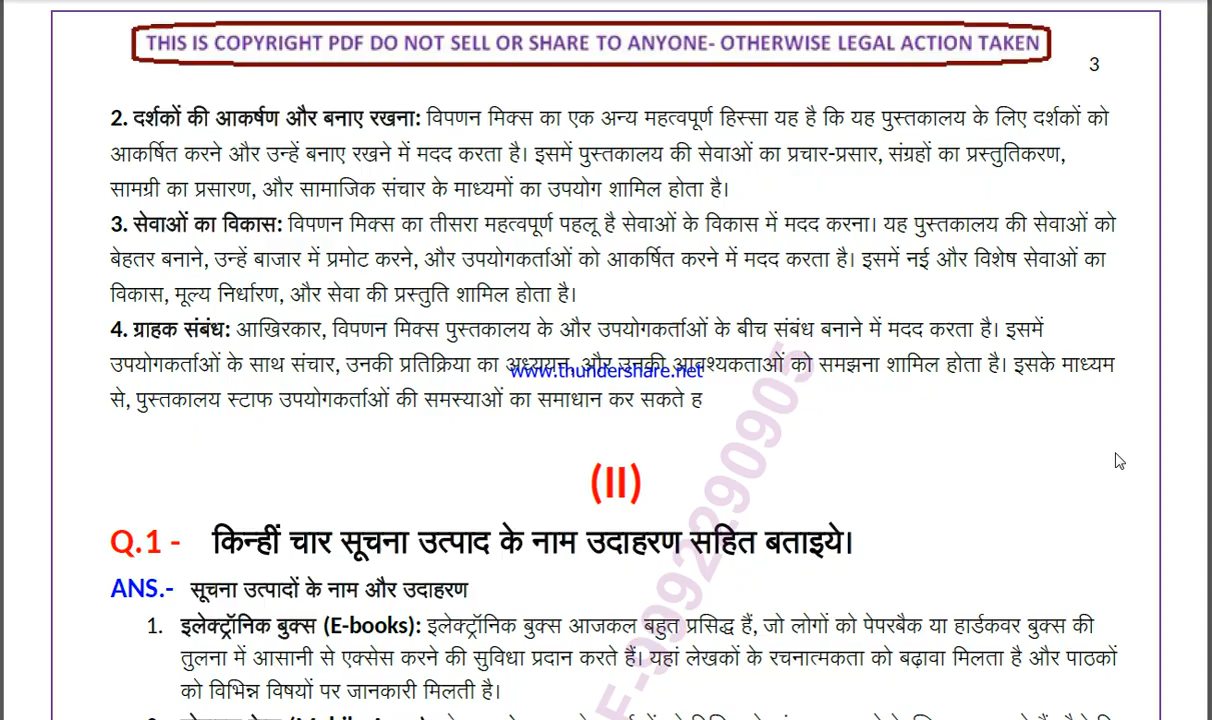 THIS IS COPYRIGHT PDF DO NOT SELL OR SHARE TO ANYONE- OTHERWISE LEGAL ACTION TAKEN
3
2. दर्शकों की आकर्षण और बनाए रखना: विपणन मिक्स का एक अन्य महत्वपूर्ण हिस्सा यह है कि यह पुस्तकालय के लिए दर्शकों को
आकर्षित करने और उन्हें बनाए रखने में मदद करता है। इसमें पुस्तकालय की सेवाओं का प्रचार-प्रसार, संग्रहों का प्रस्तुतिकरण,
सामग्री का प्रसारण, और सामाजिक संचार के माध्यमों का उपयोग शामिल होता है।
3. सेवाओं का विकास: विपणन मिक्स का तीसरा महत्वपूर्ण पहलू है सेवाओं के विकास में मदद करना। यह पुस्तकालय की सेवाओं को
बेहतर बनाने, उन्हें बाजार में प्रमोट करने, और उपयोगकर्ताओं को आकर्षित करने में मदद करता है। इसमें नई और विशेष सेवाओं का
विकास, मूल्य निर्धारण, और सेवा की प्रस्तुति शामिल होता है।
4. ग्राहक संबंध: आखिरकार, विपणन मिक्स पुस्तकालय के और उपयोगकर्ताओं के बीच संबंध बनाने में मदद करता है। इसमें
उपयोगकर्ताओं के साथ संचार, उनकी प्रतिक्रिया का अध्ययन, और उनकी आवश्यकताओं को समझना शामिल होता है। इसके माध्यम
www.thundershare.net
से, पुस्तकालय स्टाफ उपयोगकर्ताओं की समस्याओं का समाधान कर सकते ह
(II)
Q.1 - किन्हीं चार सूचना उत्पाद के नाम उदाहरण सहित बताइये।
ANS.- सूचना उत्पादों के नाम और उदाहरण
1. इलेक्ट्रॉनिक बुक्स (E-books): इलेक्ट्रॉनिक बुक्स आजकल बहुत प्रसिद्ध हैं, जो लोगों को पेपरबैक या हार्डकवर बुक्स की
तुलना में आसानी से एक्सेस करने की सुविधा प्रदान करते हैं। यहां लेखकों के रचनात्मकता को बढ़ावा मिलता है और पाठकों
को विभिन्न विषयों पर जानकारी मिलती है।